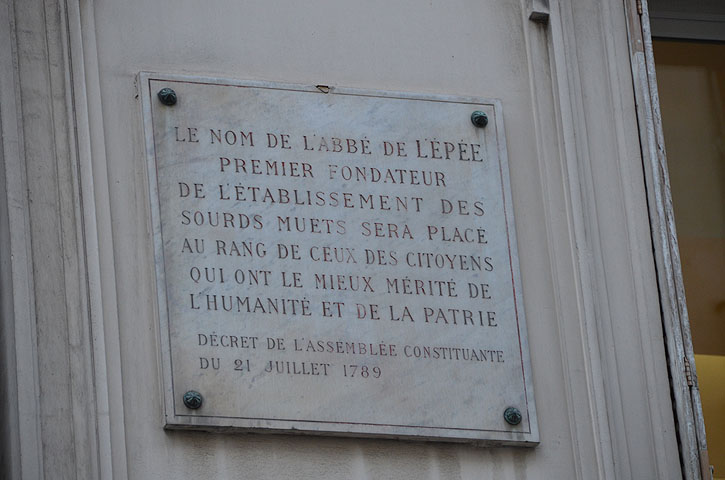 LE NOM DE L'ABBÉ DE L'ÉPÉE
PREMIER FONDATEUR
DE L'ÉTABLISSEMENT DES
SOURDS MUETS SERA PLACÉ
AU RANG DE CEUX DES CITOYENS
QUI ONT LE MIEUX MÉRITÉ DE
L'HUMANITÉ ET DE LA PATRIE
DÉCRET DE L'ASSEMBLÉE CONSTITUANTE
DU 21 JUILLET 1789